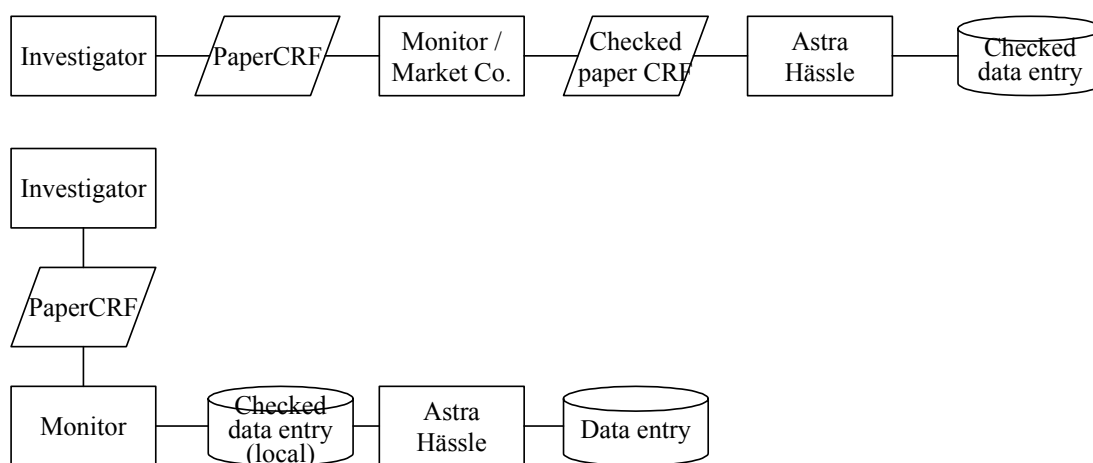 Investigator
PaperCRF
Monitor /
Market Co.
Checked
paper CRF
Astra
Hässle
Checked
data entry
Investigator
PaperCRF
Monitor
Checked
data entry
(local)
Astra
Hässle
Data entry